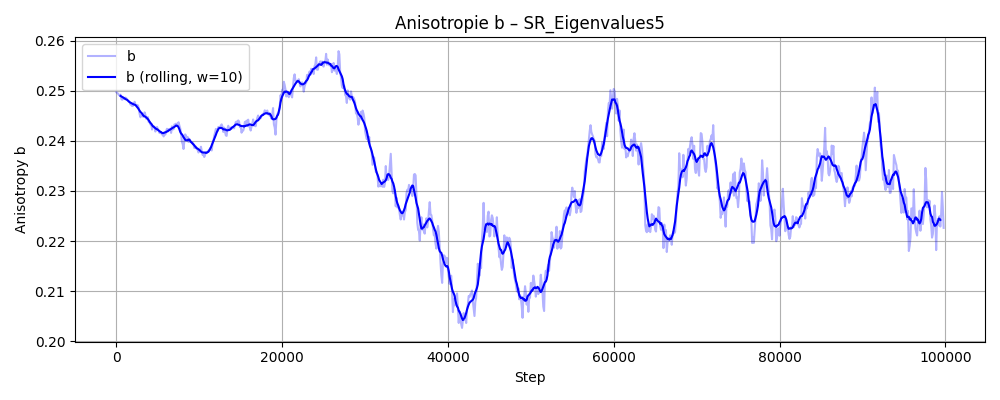 Anisotropie b – SR_Eigenvalues5
b
b (rolling, w=10)
Anisotropy b
0.26
0.25
0.24
0.23
0.22
0.21
0.20
0
20000
40000
60000
80000
100000
Step